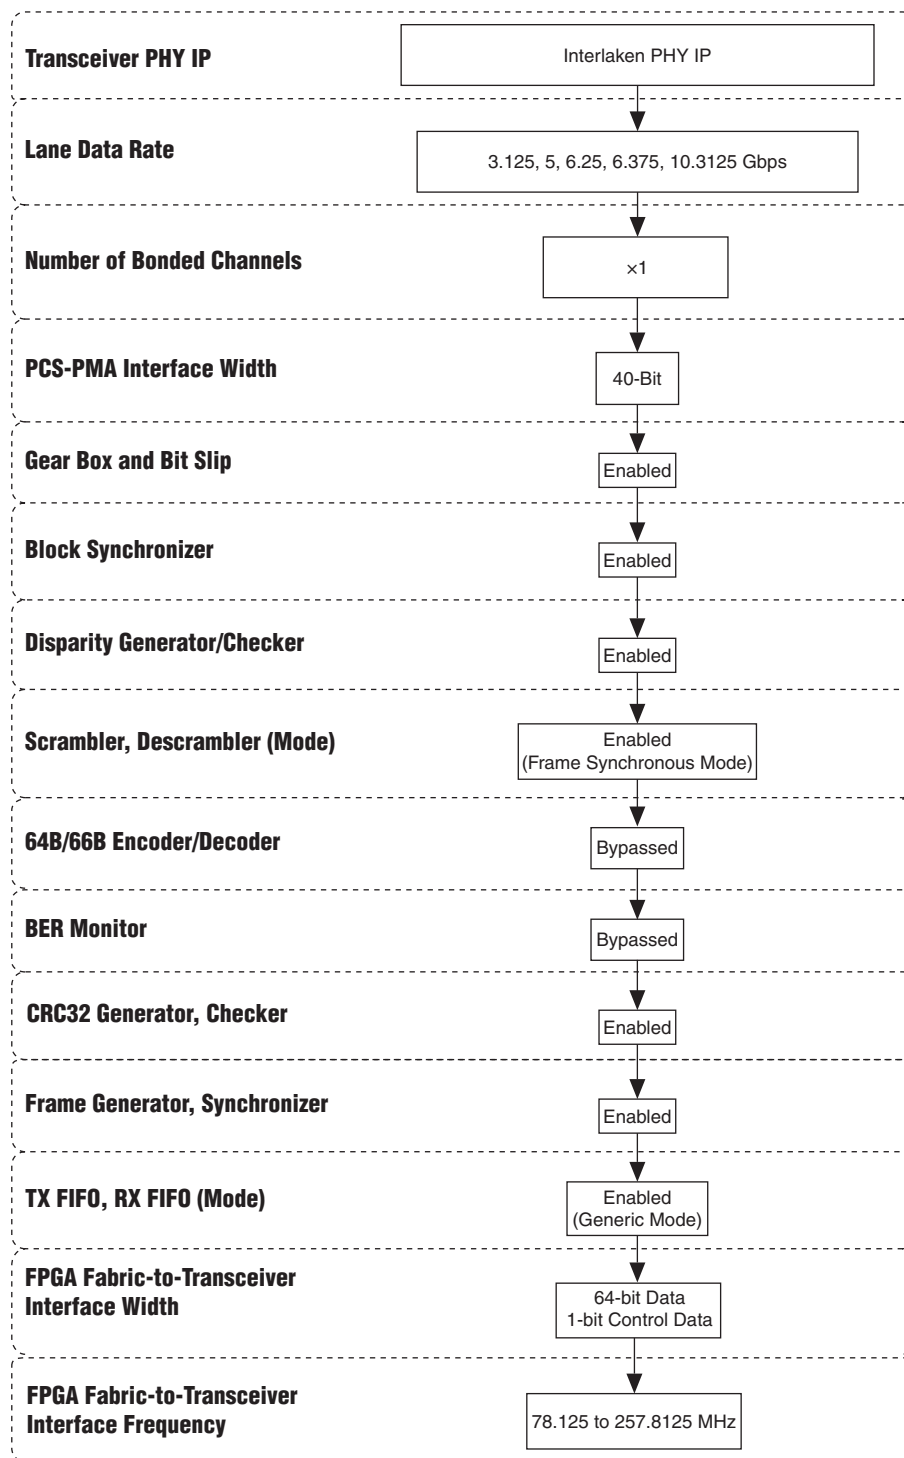 Transceiver PHY IP
Interlaken PHY IP
Lane Data Rate
3.125, 5, 6.25, 6.375, 10.3125 Gbps
Number of Bonded Channels
×1
PCS-PMA Interface Width
40-Bit
Gear Box and Bit Slip
Enabled
Block Synchronizer
Enabled
Disparity Generator/Checker
Enabled
Scrambler, Descrambler (Mode)
Enabled
(Frame Synchronous Mode)
64B/66B Encoder/Decoder
Bypassed
BER Monitor
Bypassed
CRC32 Generator, Checker
Enabled
Frame Generator, Synchronizer
Enabled
TX FIFO, RX FIFO (Mode)
Enabled
(Generic Mode)
FPGA Fabric-to-Transceiver
Interface Width
64-bit Data
1-bit Control Data
FPGA Fabric-to-Transceiver
Interface Frequency
78.125 to 257.8125 MHz